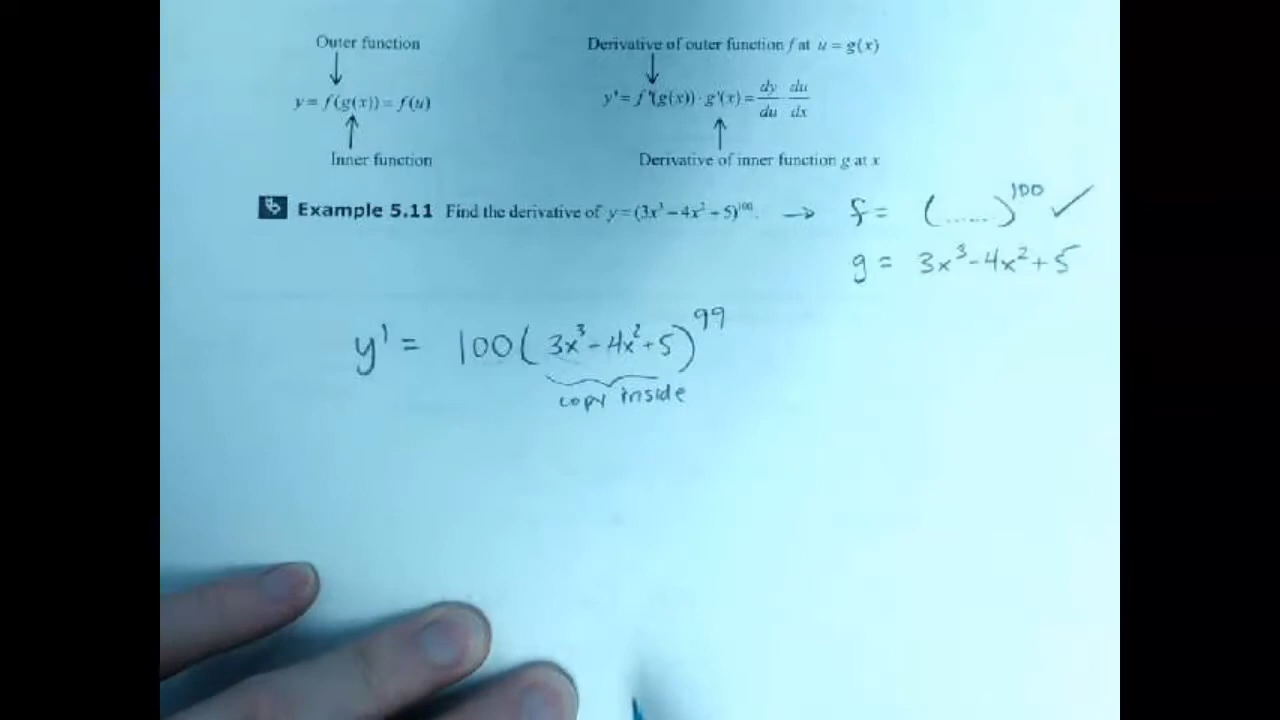 Outer function
Derivative of outer function f at u = g(x)
y = f(g(x)) = f(u)
y' = f'(g(x)) · g'(x) = dy/du du/dx
Inner function
Derivative of inner function g at x
Example 5.11 Find the derivative of y = (3x³ − 4x² + 5)¹⁰⁰. → f = (......)¹⁰⁰ ✓
g = 3x³ - 4x² + 5
y' = 100(3x³ - 4x² + 5)⁹⁹
copy inside